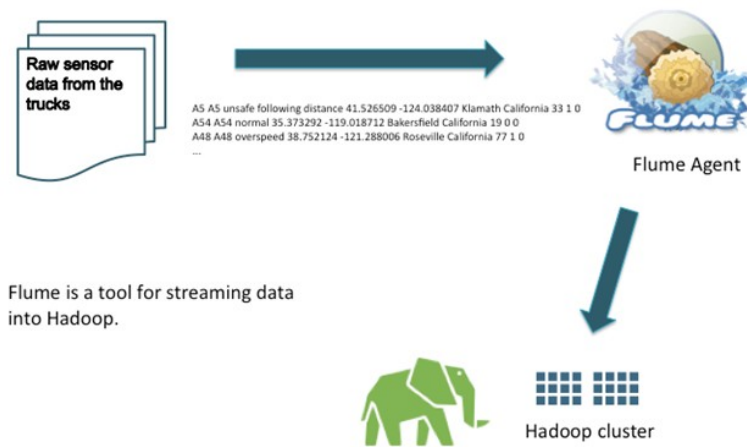 Raw sensor
data from the
trucks
A5 A5 unsafe following distance 41.526509 -124.038407 Klamath California 33 1 0
A54 A54 normal 35.373292 -119.018712 Bakersfield California 19 0 0
A48 A48 overspeed 38.752124 -121.288006 Roseville California 77 1 0
...
FLUME
Flume Agent
Flume is a tool for streaming data
into Hadoop.
Hadoop cluster